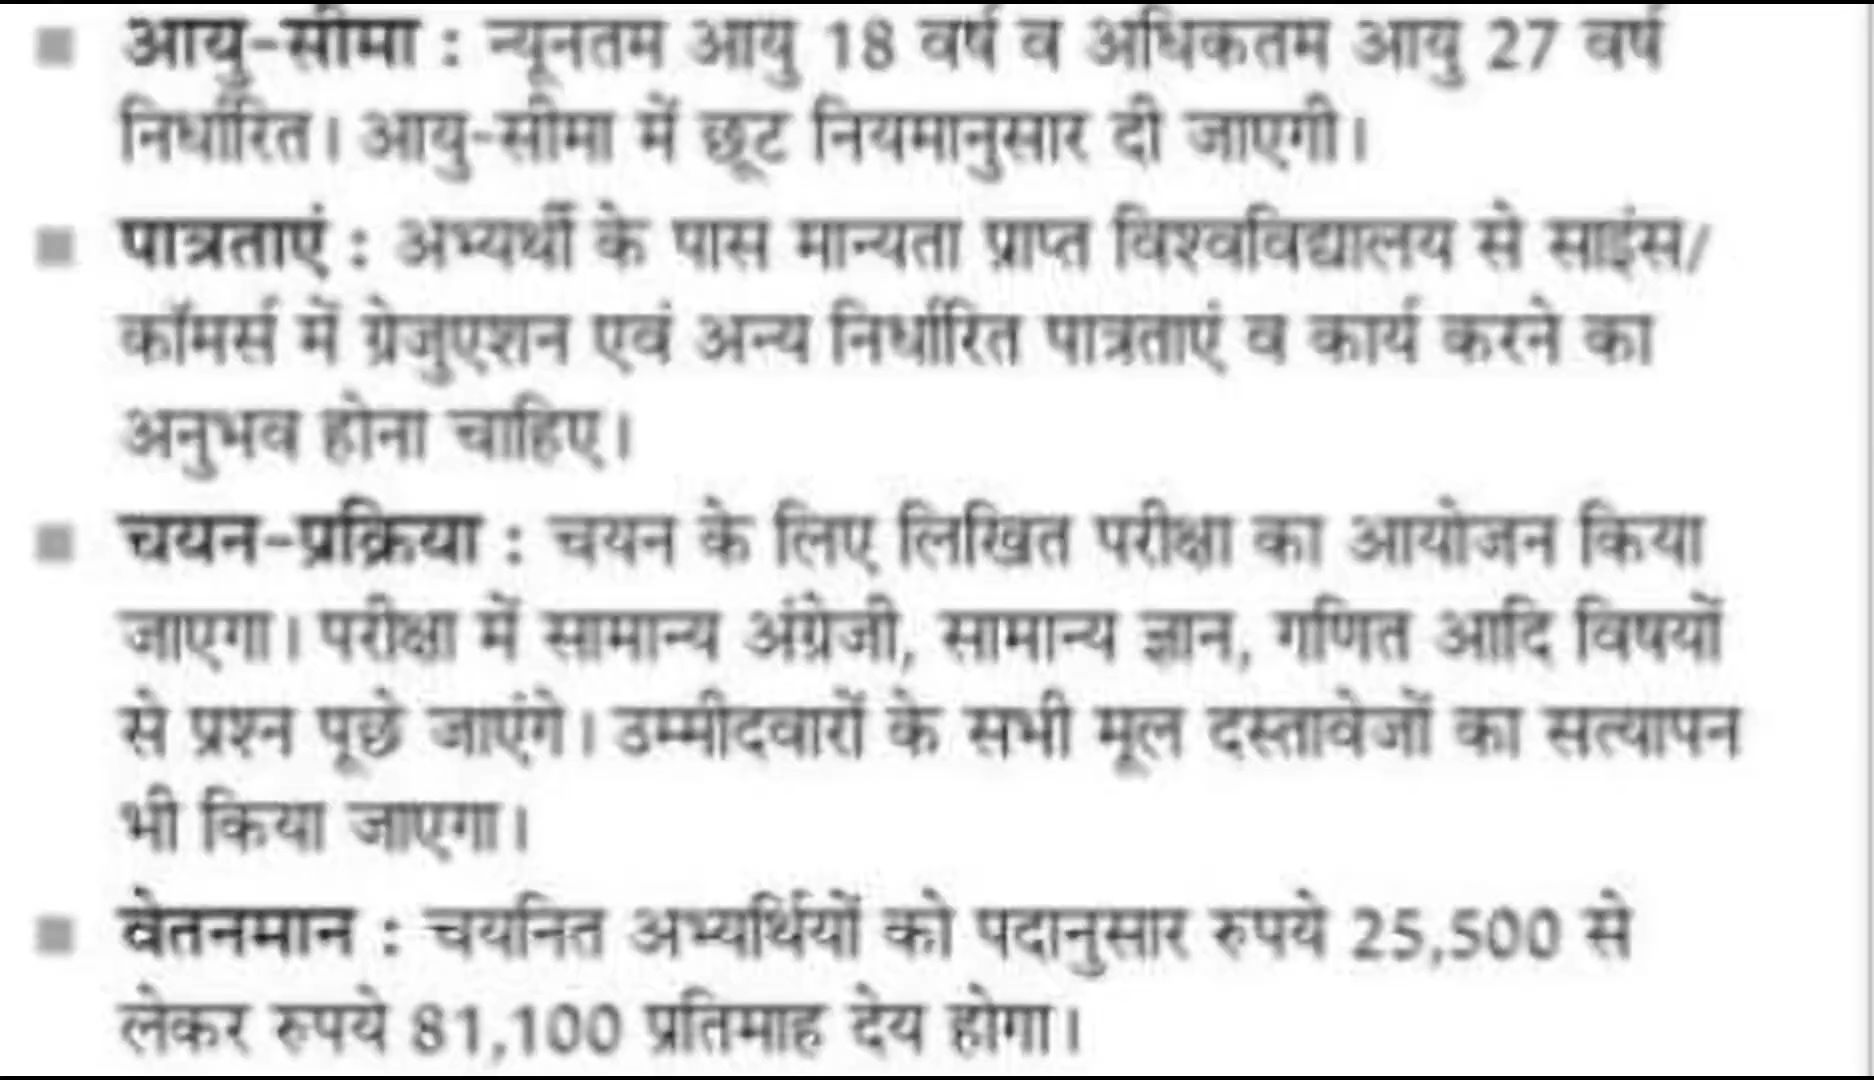 आयु-सीमा : न्यूनतम आयु 18 वर्ष व अधिकतम आयु 27 वर्ष
निर्धारित। आयु-सीमा में छूट नियमानुसार दी जाएगी।
पात्रताएं : अभ्यर्थी के पास मान्यता प्राप्त विश्वविद्यालय से साइंस/
कॉमर्स में ग्रेजुएशन एवं अन्य निर्धारित पात्रताएं व कार्य करने का
अनुभव होना चाहिए।
चयन-प्रक्रिया : चयन के लिए लिखित परीक्षा का आयोजन किया
जाएगा। परीक्षा में सामान्य अंग्रेजी, सामान्य ज्ञान, गणित आदि विषयों
से प्रश्न पूछे जाएंगे। उम्मीदवारों के सभी मूल दस्तावेजों का सत्यापन
भी किया जाएगा।
वेतनमान : चयनित अभ्यर्थियों को पदानुसार रुपये 25,500 से
लेकर रुपये 81,100 प्रतिमाह देय होगा।